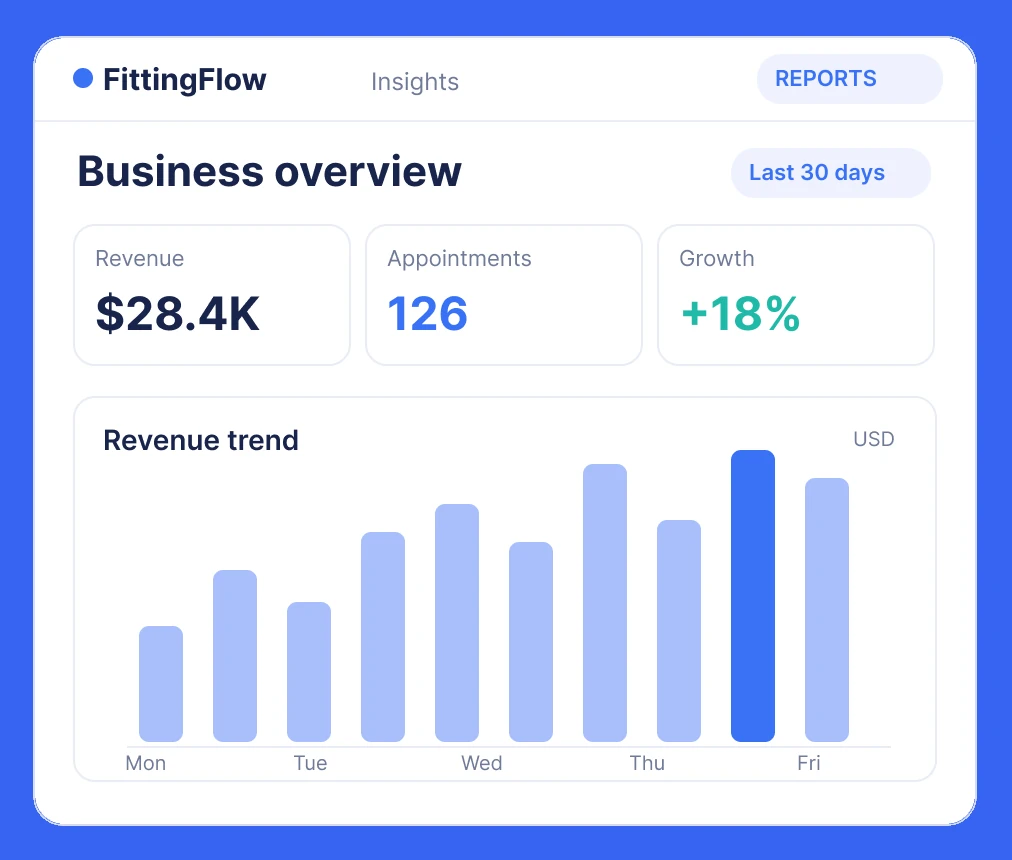 FittingFlow
Insights
REPORTS
Business overview
Last 30 days
Revenue
Appointments
Growth
$28.4K
126
+18%
Revenue trend
USD
Mon
Tue
Wed
Thu
Fri